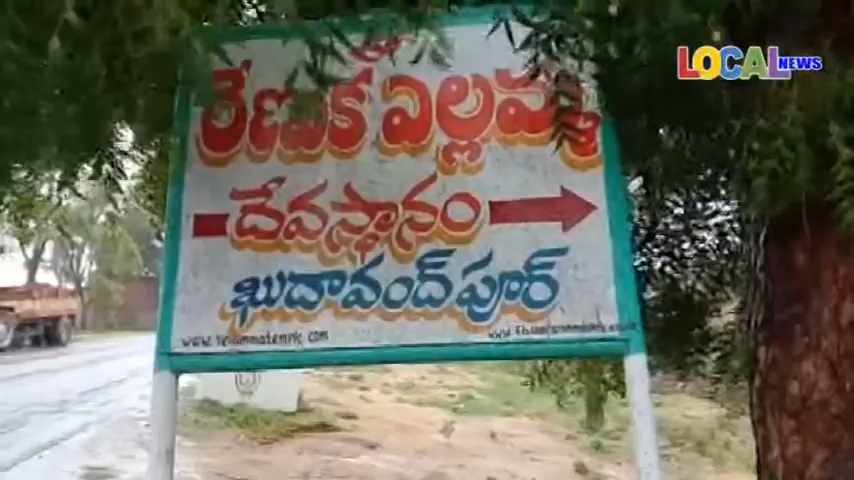 LOCAL NEWS
శ్రీ
రేణుక ఎల్లమ్మ
దేవస్థానం
ఖుదావంద్‌పూర్